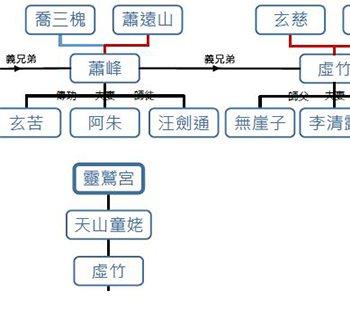 喬三槐 蕭遠山 玄慈
義兄弟 蕭峰 義兄弟 虛竹
傳功 夫妻 師徒 師父 夫妻
玄苦 阿朱 汪劍通 無崖子 李清露
靈鷲宮
天山童姥
虛竹